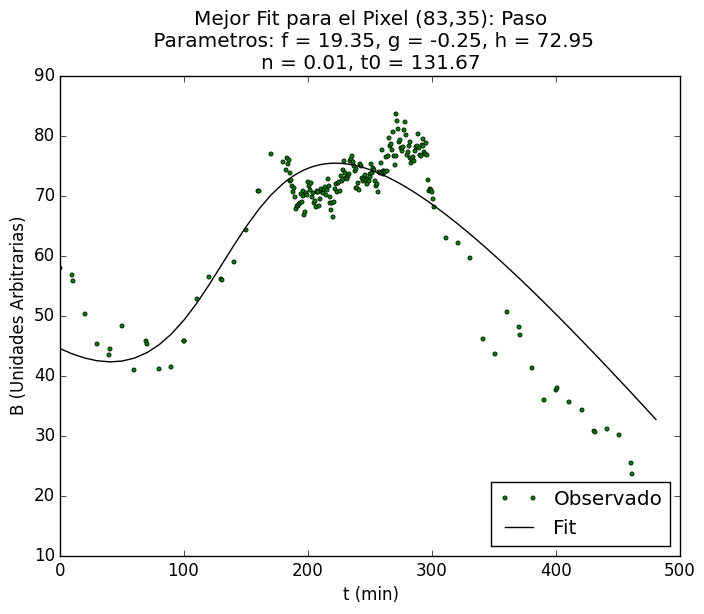 Mejor Fit para el Pixel (83,35): Paso
Parametros: f = 19.35, g = -0.25, h = 72.95
n = 0.01, t0 = 131.67
90
80
70
60
50
40
30
20
10
B (Unidades Arbitrarias)
Observado
Fit
0 100 200 300 400 500
t (min)